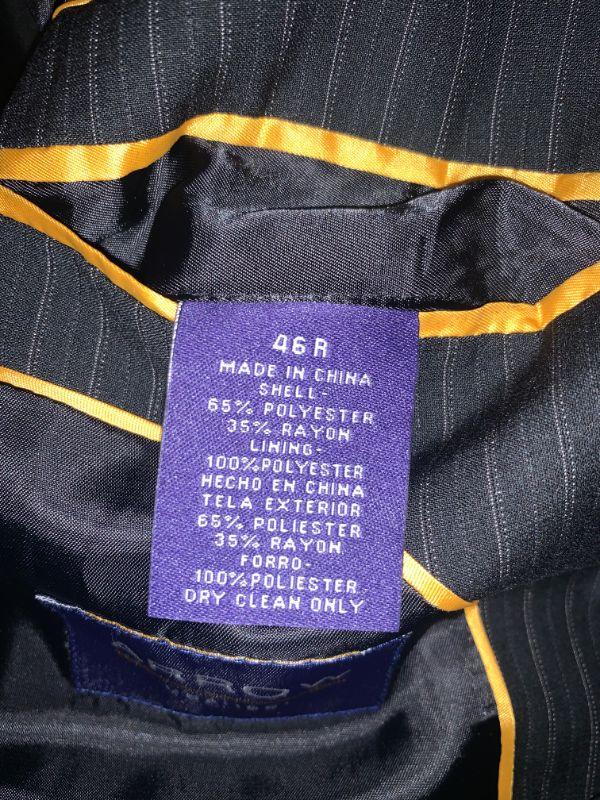 46R
MADE IN CHINA
SHELL-
65% POLYESTER
35% RAYON
LINING-
100%POLYESTER
HECHO EN CHINA
TELA EXTERIOR
65% POLIESTER
35% RAYON
FORRO-
100%POLIESTER
DRY CLEAN ONLY
ARROW